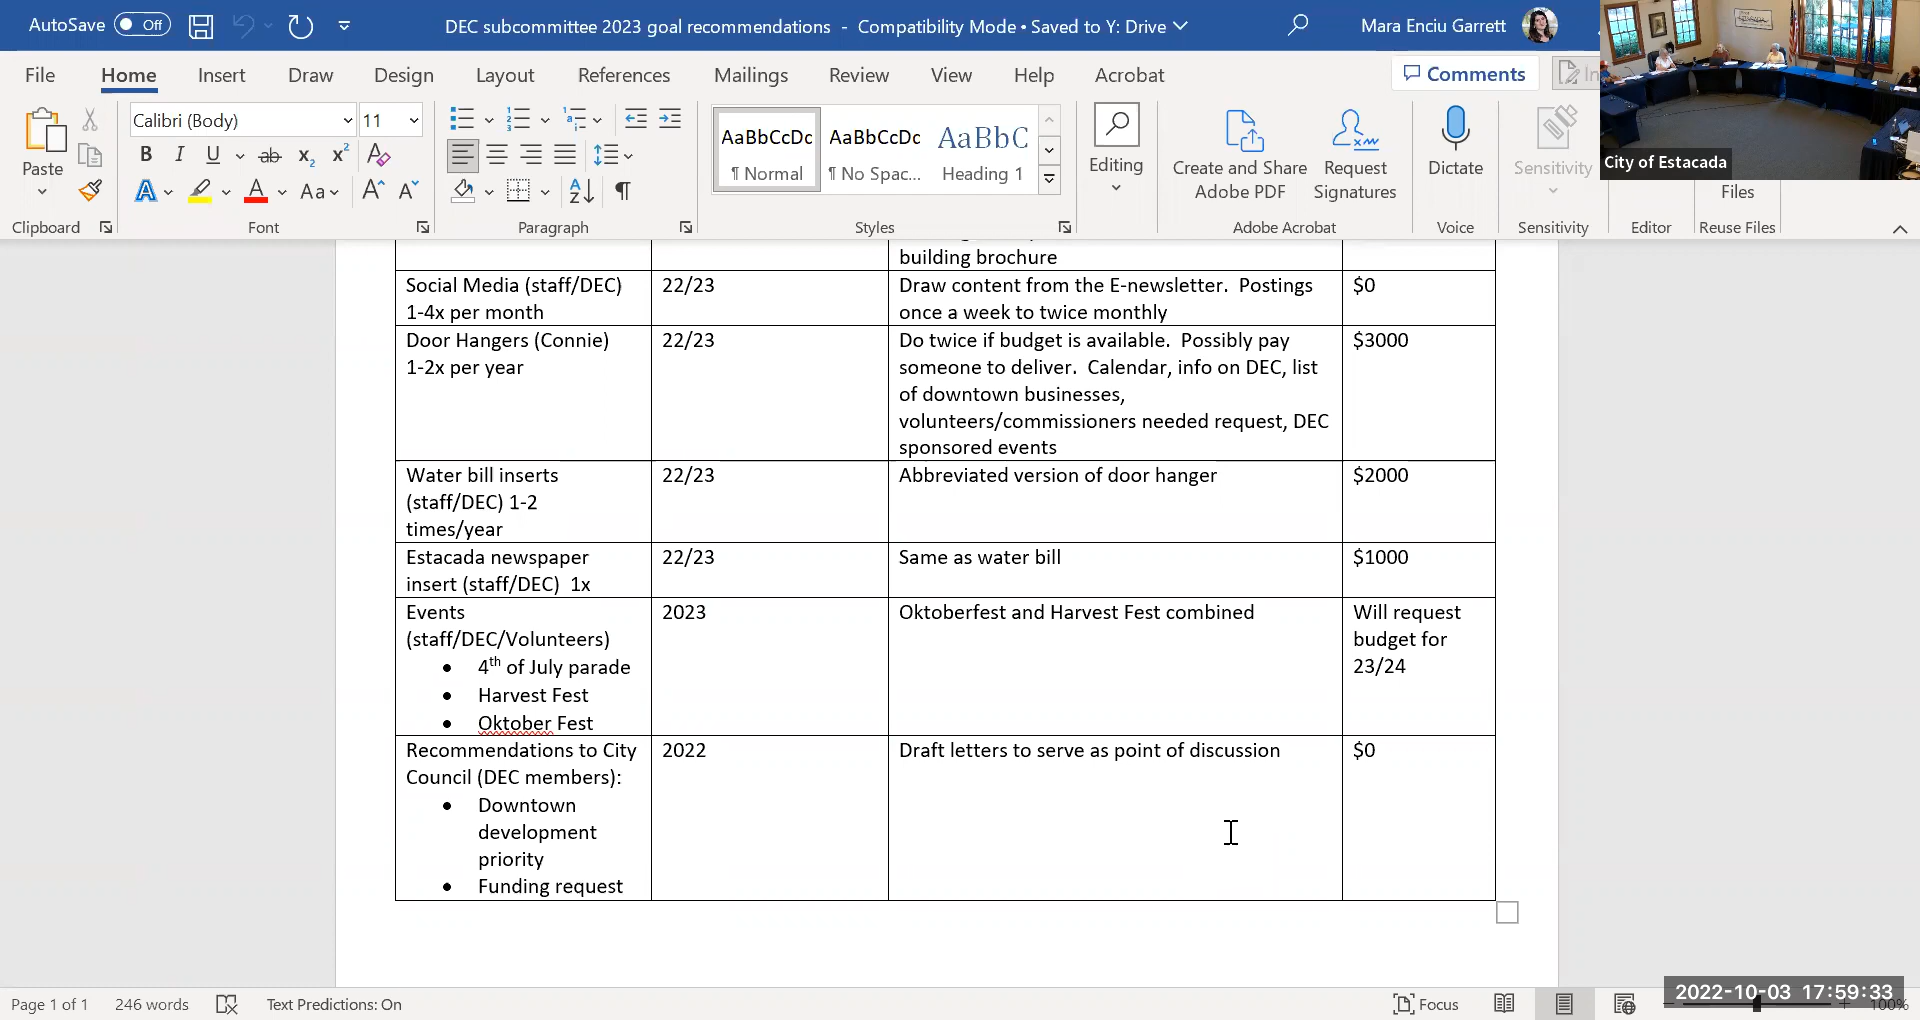 AutoSave Off
DEC subcommittee 2023 goal recommendations - Compatibility Mode • Saved to Y: Drive
Mara Enciu Garrett
File Home Insert Draw Design Layout References Mailings Review View Help Acrobat
Comments
City of Estacada
Paste
Clipboard
Calibri (Body) 11
Font
Paragraph
AaBbCcDc AaBbCcDc AaBbC
¶ Normal ¶ No Spac... Heading 1
Styles
Editing
Create and Share
Adobe PDF
Request
Signatures
Adobe Acrobat
Dictate
Voice
Sensitivity
Sensitivity
Editor
Files
Reuse Files
building brochure
Social Media (staff/DEC)
1-4x per month
22/23
Draw content from the E-newsletter. Postings
once a week to twice monthly
$0
Door Hangers (Connie)
1-2x per year
22/23
Do twice if budget is available. Possibly pay
someone to deliver. Calendar, info on DEC, list
of downtown businesses,
volunteers/commissioners needed request, DEC
sponsored events
$3000
Water bill inserts
(staff/DEC) 1-2
times/year
22/23
Abbreviated version of door hanger
$2000
Estacada newspaper
insert (staff/DEC) 1x
22/23
Same as water bill
$1000
Events
(staff/DEC/Volunteers)
• 4th of July parade
• Harvest Fest
• Oktober Fest
2023
Oktoberfest and Harvest Fest combined
Will request
budget for
23/24
Recommendations to City
Council (DEC members):
• Downtown
development
priority
• Funding request
2022
Draft letters to serve as point of discussion
$0
Page 1 of 1 246 words Text Predictions: On
Focus
2022-10-03 17:59:33
100%